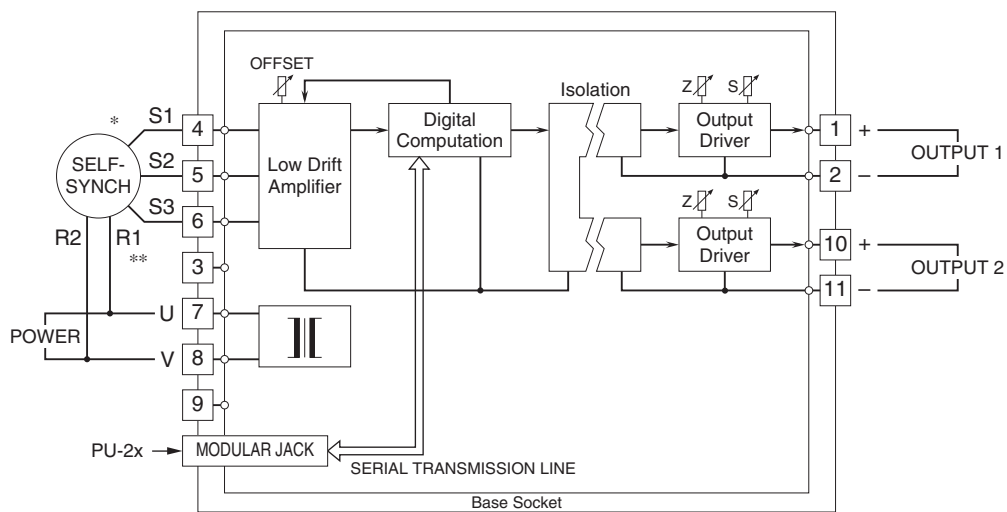 OFFSET
Isolation
Z S
* S1 4
Digital
Computation
Output
Driver
1 +
OUTPUT 1
2 –
SELF-
SYNCH
S2 5
Low Drift
Amplifier
S3 6
R2 R1
**
3
Z S
Output
Driver
10 +
OUTPUT 2
11 –
U 7
POWER
V 8
9
PU-2x
MODULAR JACK
SERIAL TRANSMISSION LINE
Base Socket